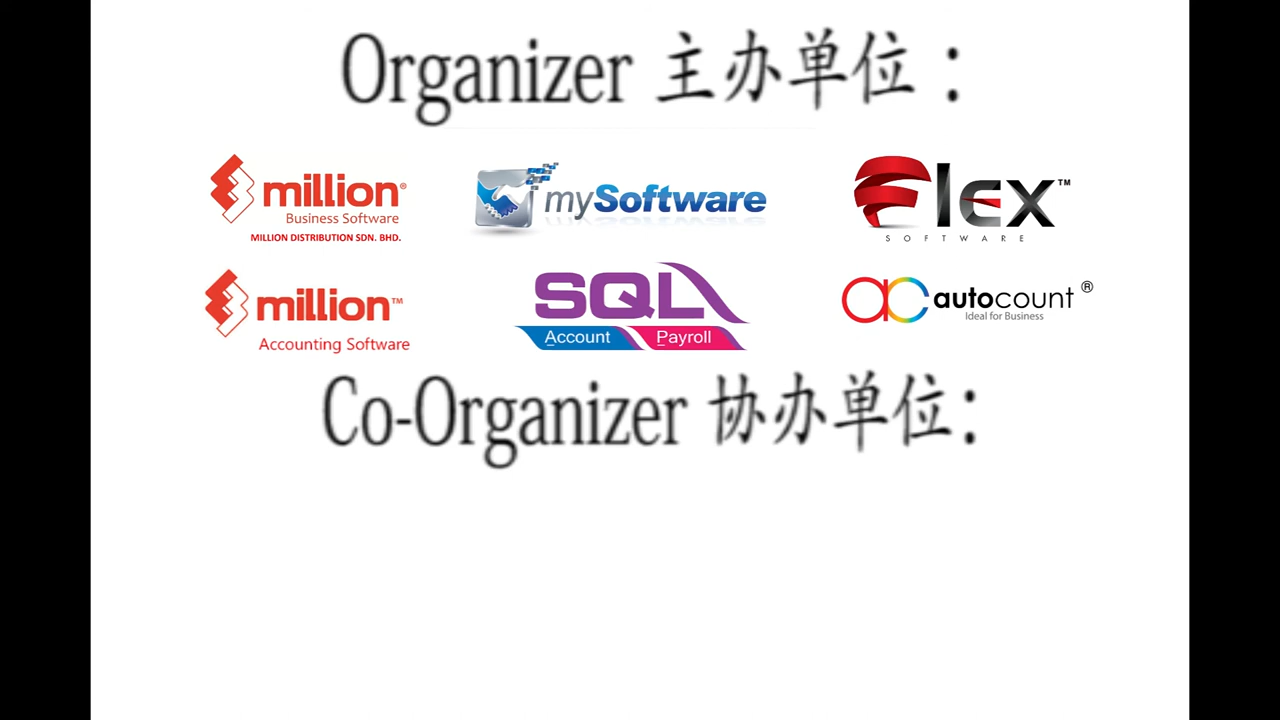 Organizer 主办单位：
million®
Business Software
MILLION DISTRIBUTION SDN. BHD.
mySoftware
Flex™
SOFTWARE
million™
Accounting Software
SQL
Account Payroll
ac autocount®
Ideal for Business
Co-Organizer 协办单位: